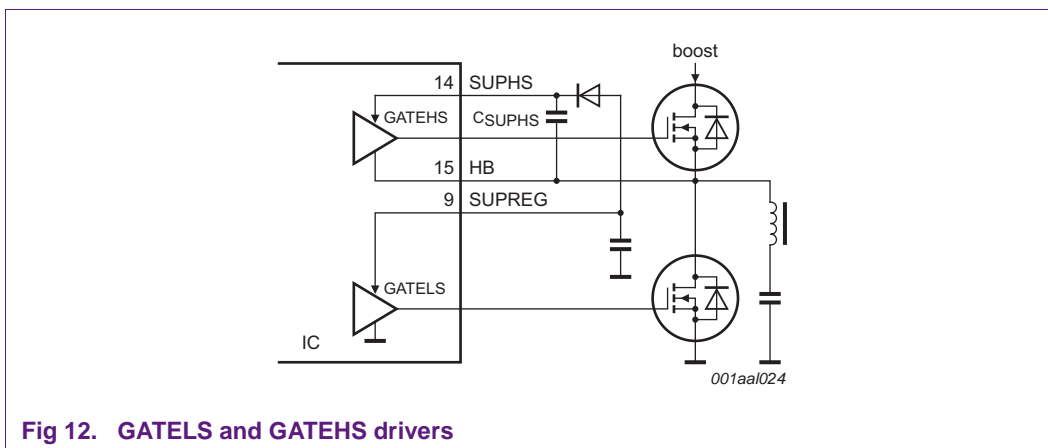 boost
14 SUPHS
GATEHS
CSUPHS
15 HB
9 SUPREG
GATELS
IC
001aal024
Fig 12. GATELS and GATEHS drivers